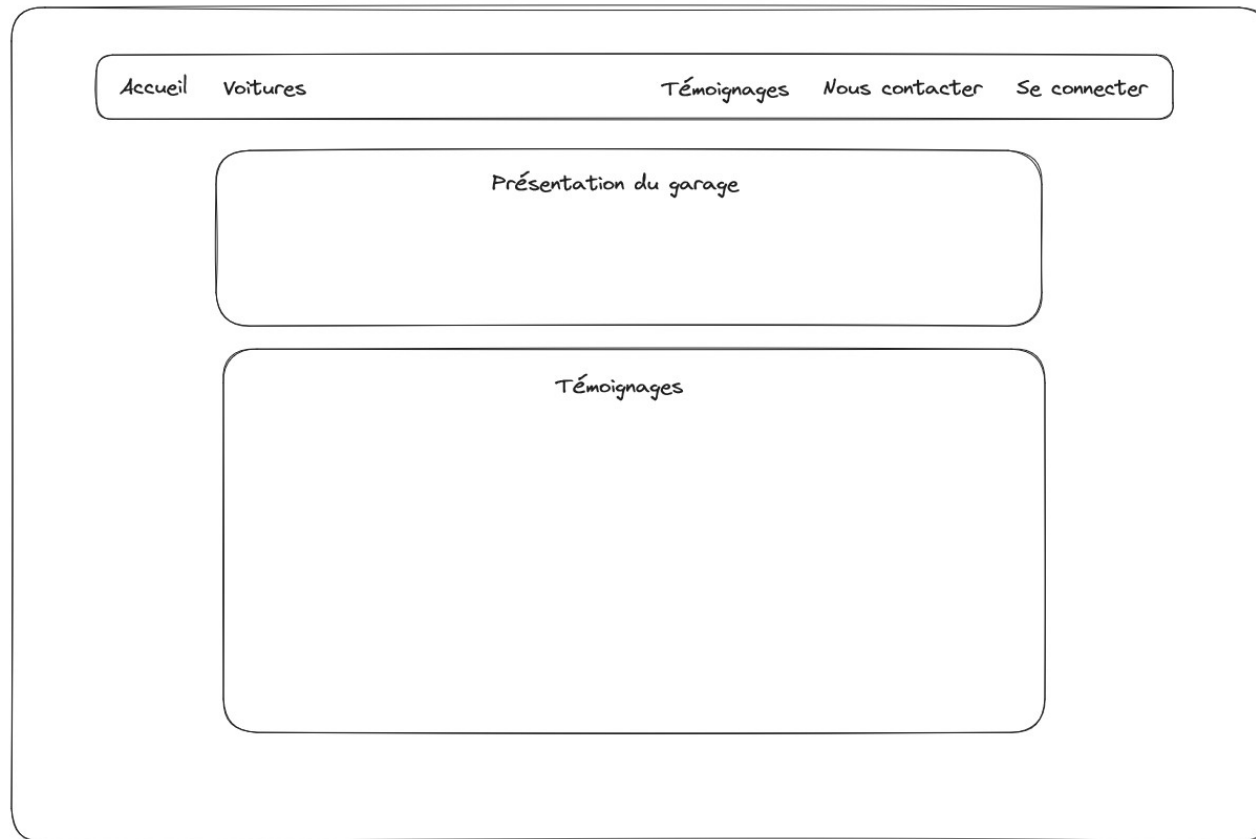 Accueil Voitures Témoignages Nous contacter Se connecter
Présentation du garage
Témoignages